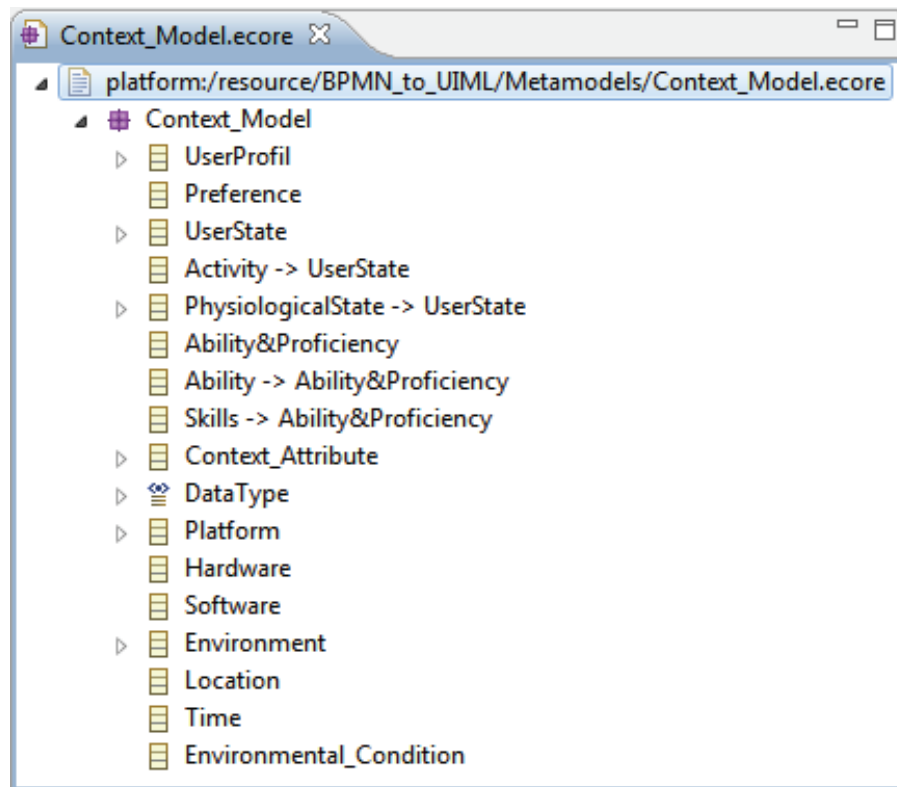 Context_Model.ecore
platform:/resource/BPMN_to_UIML/Metamodels/Context_Model.ecore
Context_Model
UserProfil
Preference
UserState
Activity -> UserState
PhysiologicalState -> UserState
Ability&Proficiency
Ability -> Ability&Proficiency
Skills -> Ability&Proficiency
Context_Attribute
DataType
Platform
Hardware
Software
Environment
Location
Time
Environmental_Condition